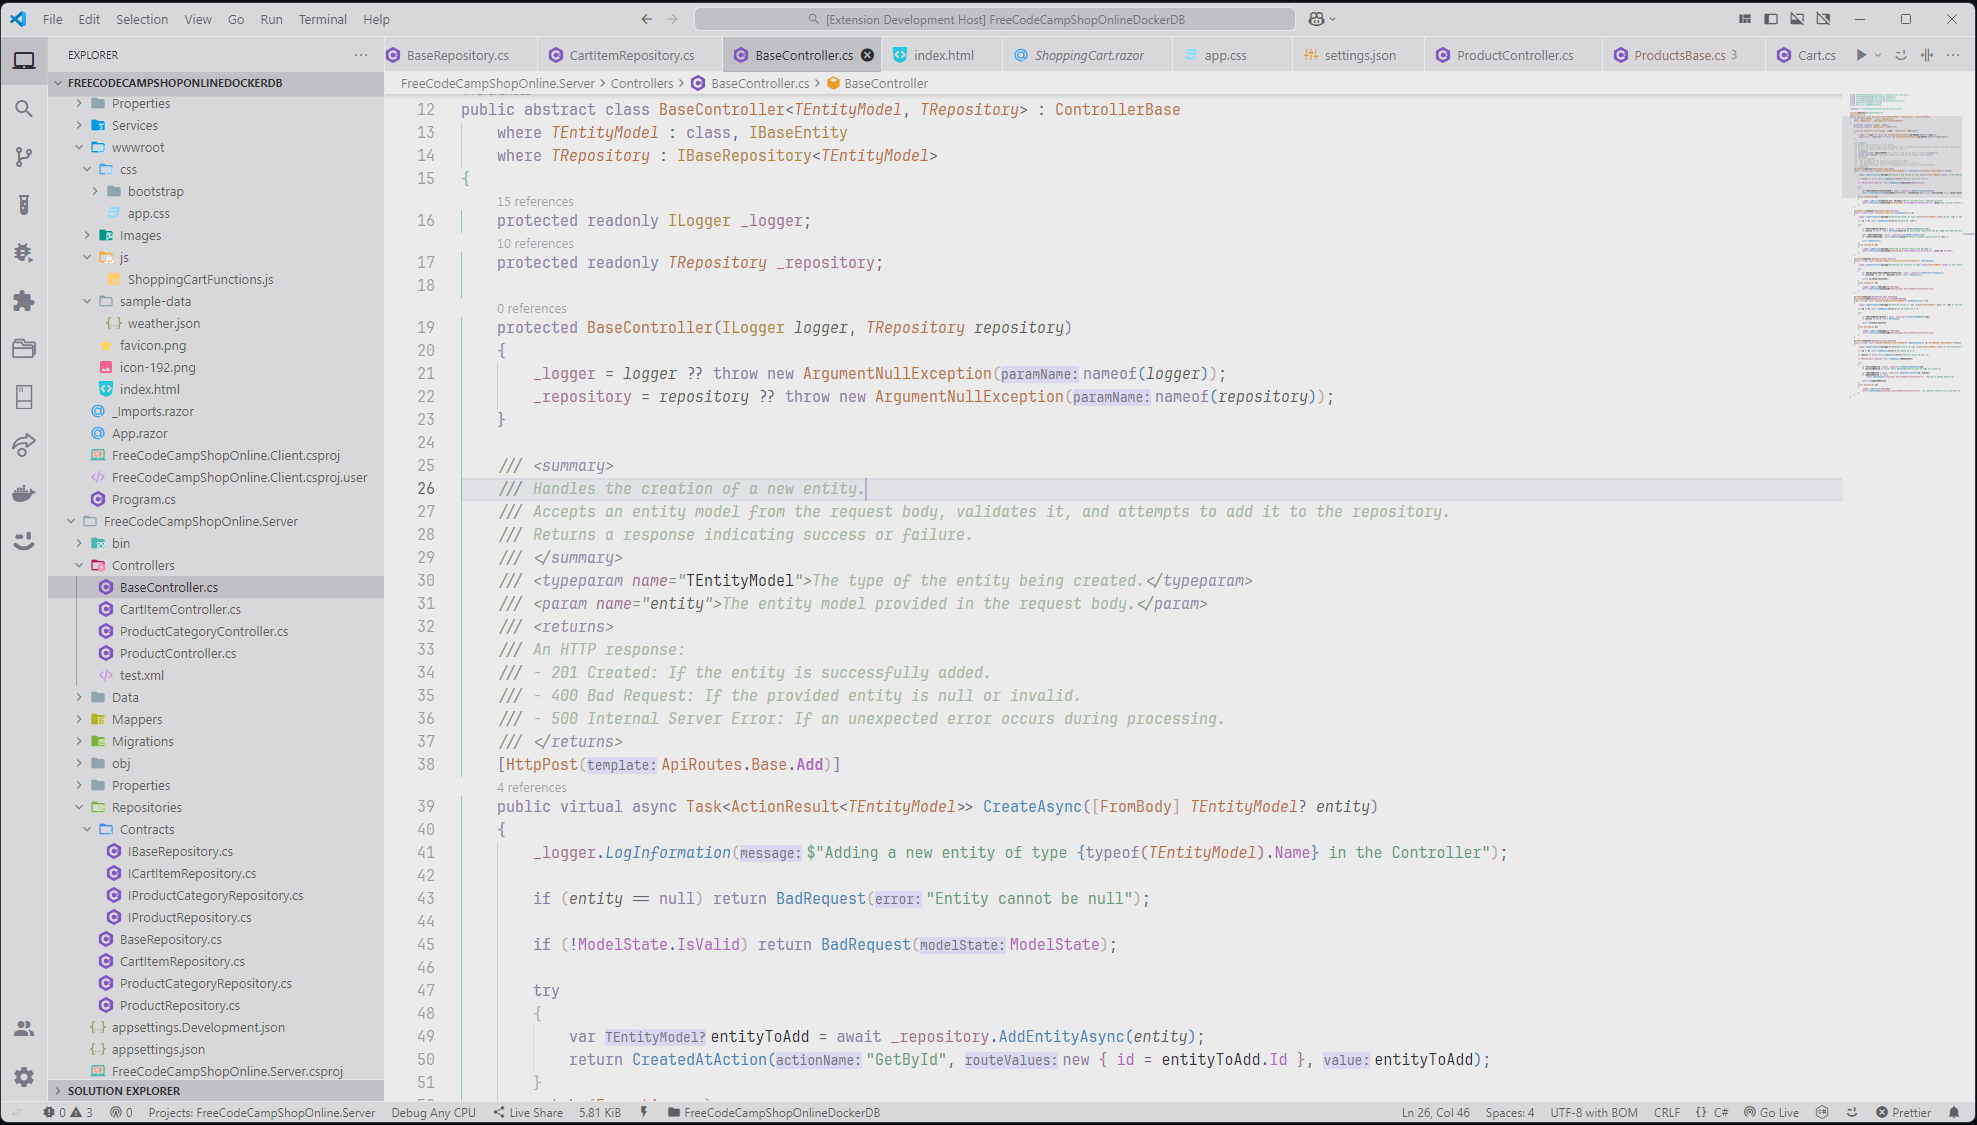 File Edit Selection View Go Run Terminal Help
[Extension Development Host] FreeCodeCampShopOnlineDockerDB
EXPLORER
FREECODECAMPSHOPONLINEDOCKERDB
Properties
Services
wwwroot
css
bootstrap
app.css
Images
js
ShoppingCartFunctions.js
sample-data
weather.json
favicon.png
icon-192.png
index.html
_Imports.razor
App.razor
FreeCodeCampShopOnline.Client.csproj
FreeCodeCampShopOnline.Client.csproj.user
Program.cs
FreeCodeCampShopOnline.Server
bin
Controllers
BaseController.cs
CartItemController.cs
ProductCategoryController.cs
ProductController.cs
test.xml
Data
Mappers
Migrations
obj
Properties
Repositories
Contracts
IBaseRepository.cs
ICartItemRepository.cs
IProductCategoryRepository.cs
IProductRepository.cs
BaseRepository.cs
CartItemRepository.cs
ProductCategoryRepository.cs
ProductRepository.cs
appsettings.Development.json
appsettings.json
FreeCodeCampShopOnline.Server.csproj
SOLUTION EXPLORER
BaseRepository.cs CartItemRepository.cs BaseController.cs index.html ShoppingCart.razor app.css settings.json ProductController.cs ProductsBase.cs 3 Cart.cs
FreeCodeCampShopOnline.Server > Controllers > BaseController.cs > BaseController
12 public abstract class BaseController<TEntityModel, TRepository> : ControllerBase
13 where TEntityModel : class, IBaseEntity
14 where TRepository : IBaseRepository<TEntityModel>
15 {
15 references
16 protected readonly ILogger _logger;
10 references
17 protected readonly TRepository _repository;
18
0 references
19 protected BaseController(ILogger logger, TRepository repository)
20 {
21 _logger = logger ?? throw new ArgumentNullException(paramName: nameof(logger));
22 _repository = repository ?? throw new ArgumentNullException(paramName: nameof(repository));
23 }
24
25 /// <summary>
26 /// Handles the creation of a new entity.
27 /// Accepts an entity model from the request body, validates it, and attempts to add it to the repository.
28 /// Returns a response indicating success or failure.
29 /// </summary>
30 /// <typeparam name="TEntityModel">The type of the entity being created.</typeparam>
31 /// <param name="entity">The entity model provided in the request body.</param>
32 /// <returns>
33 /// An HTTP response:
34 /// - 201 Created: If the entity is successfully added.
35 /// - 400 Bad Request: If the provided entity is null or invalid.
36 /// - 500 Internal Server Error: If an unexpected error occurs during processing.
37 /// </returns>
38 [HttpPost(template: ApiRoutes.Base.Add)]
4 references
39 public virtual async Task<ActionResult<TEntityModel>> CreateAsync([FromBody] TEntityModel? entity)
40 {
41 _logger.LogInformation(message: $"Adding a new entity of type {typeof(TEntityModel).Name} in the Controller");
42
43 if (entity == null) return BadRequest(error: "Entity cannot be null");
44
45 if (!ModelState.IsValid) return BadRequest(modelState: ModelState);
46
47 try
48 {
49 var TEntityModel? entityToAdd = await _repository.AddEntityAsync(entity);
50 return CreatedAtAction(actionName: "GetById", routeValues: new { id = entityToAdd.Id }, value: entityToAdd);
51 }
0 3 0 Projects: FreeCodeCampShopOnline.Server Debug Any CPU Live Share 5.81 KiB FreeCodeCampShopOnlineDockerDB Ln 26, Col 46 Spaces: 4 UTF-8 with BOM CRLF {} C# Go Live Prettier